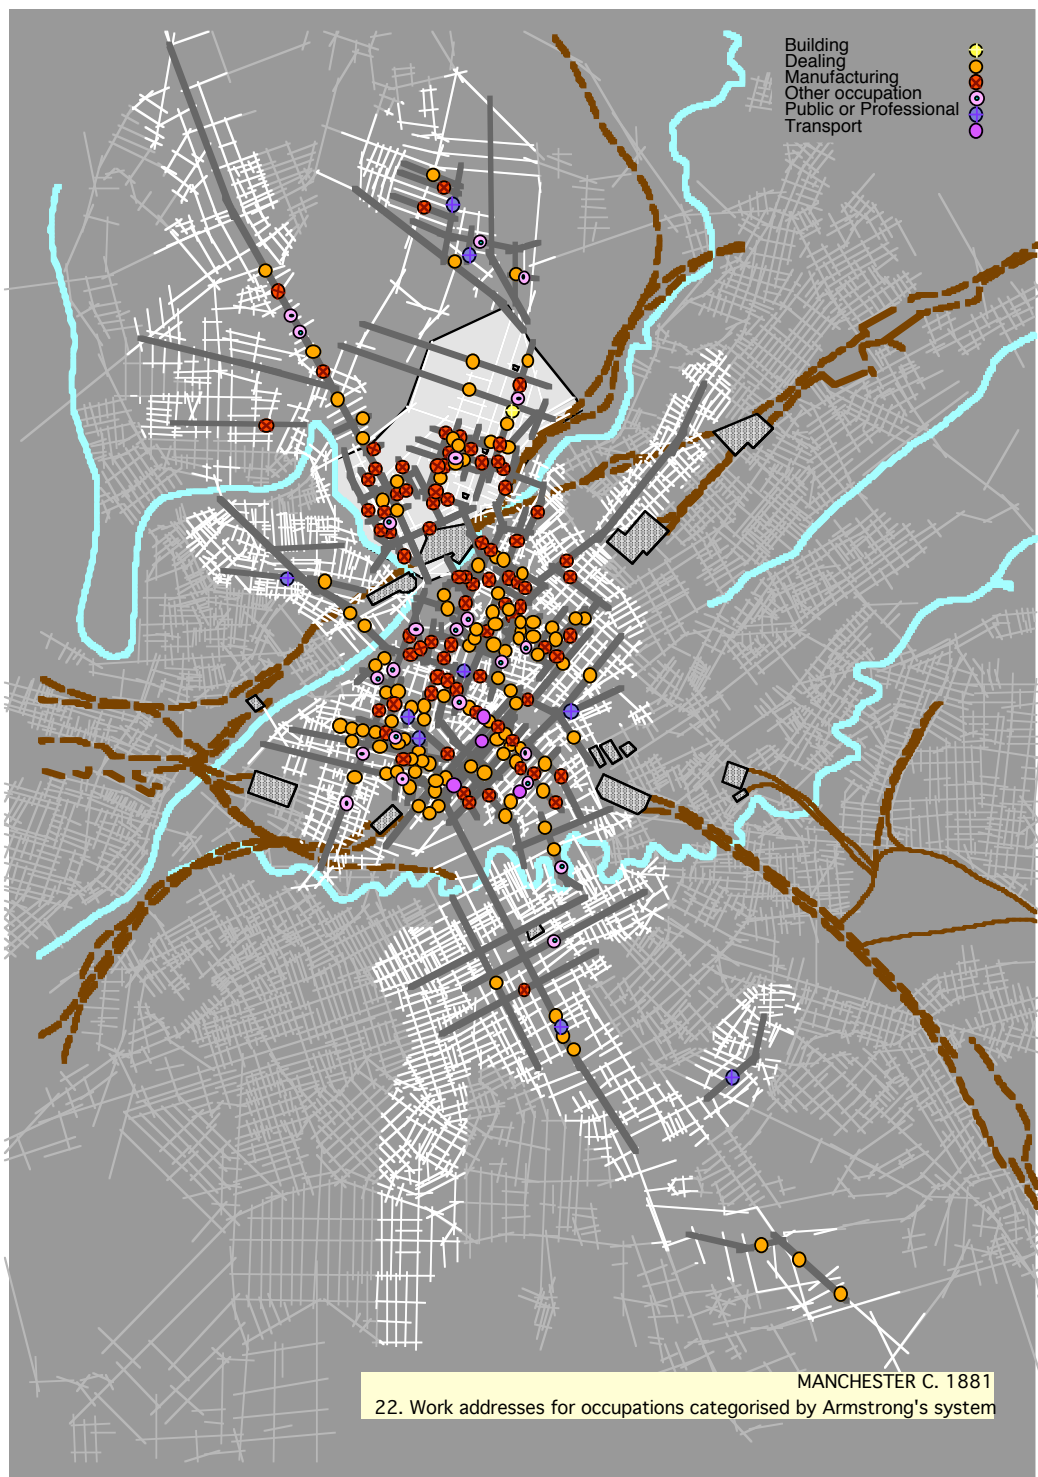 Building
Dealing
Manufacturing
Other occupation
Public or Professional
Transport
MANCHESTER C. 1881
22. Work addresses for occupations categorised by Armstrong's system